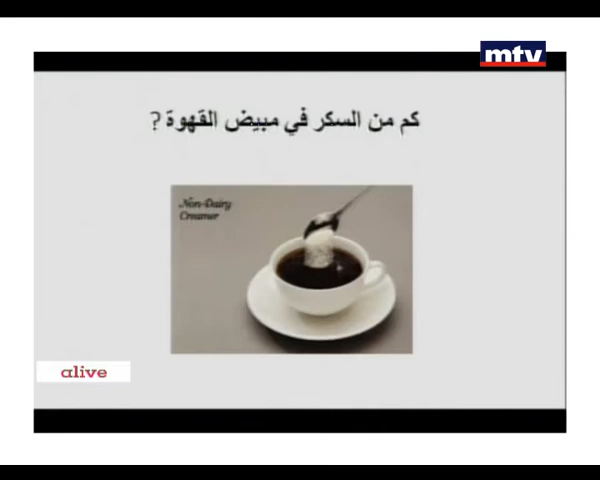 mtv
كم من السكر في مبيض القهوة ?
Non-Dairy
Creamer
alive